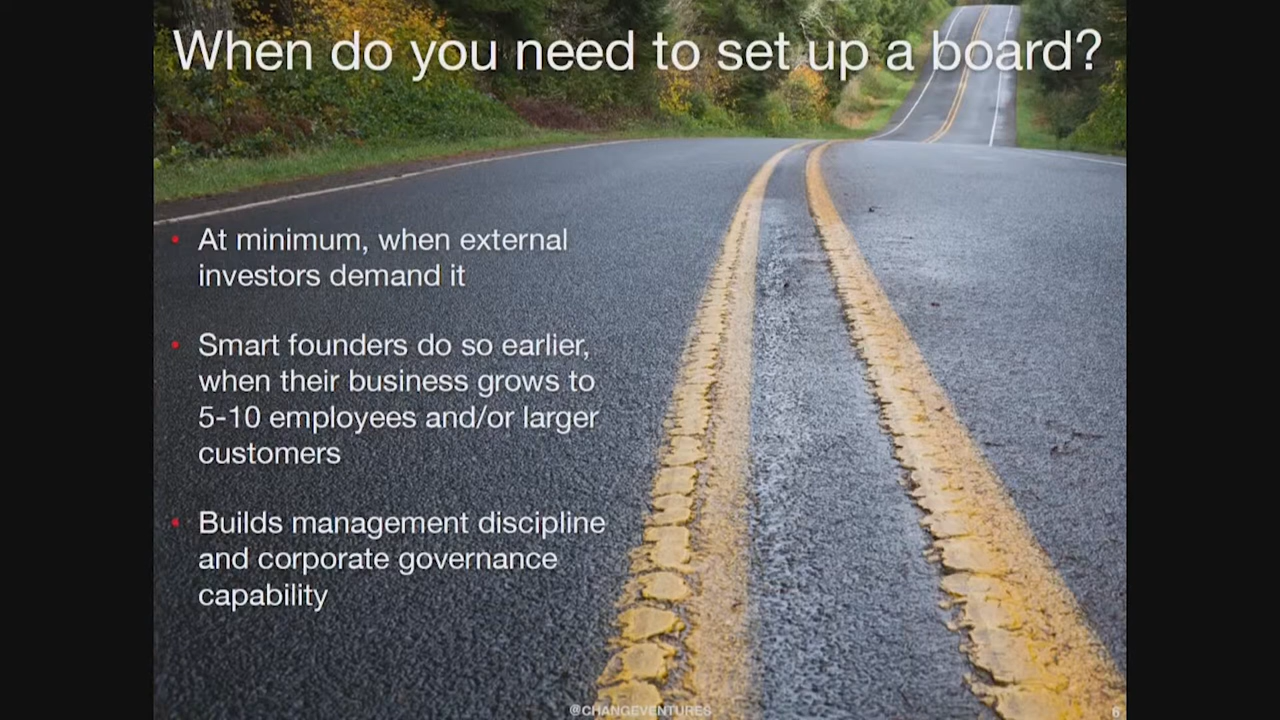 When do you need to set up a board?
• At minimum, when external
investors demand it
• Smart founders do so earlier,
when their business grows to
5-10 employees and/or larger
customers
• Builds management discipline
and corporate governance
capability
@CHANGEVENTURES
6